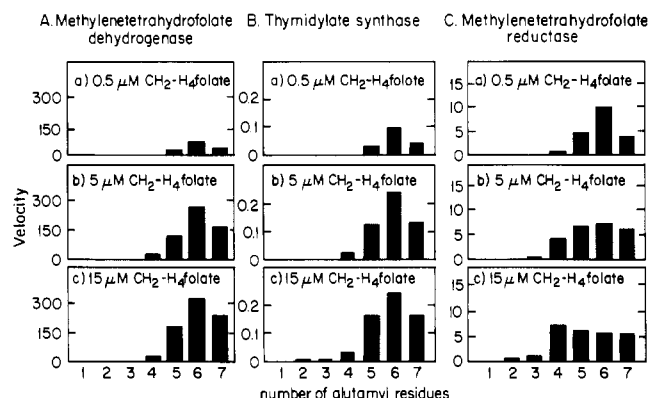 A. Methylenetetrahydrofolate dehydrogenase
B. Thymidylate synthase
C. Methylenetetrahydrofolate reductase
Velocity
a) 0.5 μM CH2-H4folate
300
150
0
b) 5 μM CH2-H4folate
300
150
0
c) 15 μM CH2-H4folate
300
150
0
1 2 3 4 5 6 7
a) 0.5 μM CH2-H4folate
0.2
0.1
0
b) 5 μM CH2-H4folate
0.2
0.1
0
c) 15 μM CH2-H4folate
0.2
0.1
0
1 2 3 4 5 6 7
a) 0.5 μM CH2-H4folate
15
10
5
0
b) 5 μM CH2-H4folate
15
10
5
0
c) 15 μM CH2-H4folate
15
10
5
0
1 2 3 4 5 6 7
number of glutamyl residues